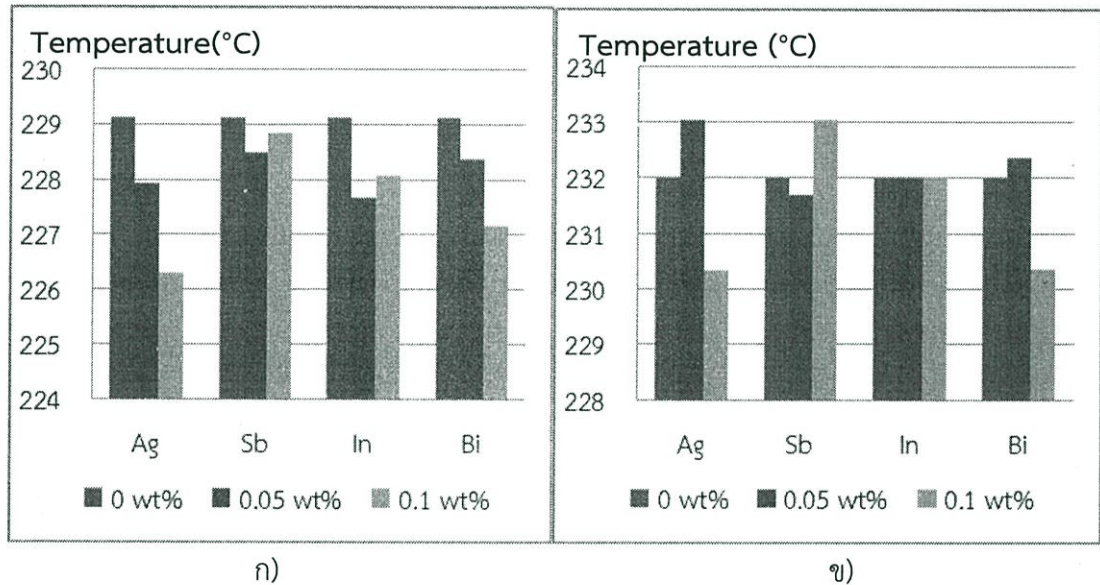 Temperature(°C)
230
229
228
227
226
225
224
Ag Sb In Bi
0 wt% 0.05 wt% 0.1 wt%
ก)
Temperature (°C)
234
233
232
231
230
229
228
Ag Sb In Bi
0 wt% 0.05 wt% 0.1 wt%
ข)